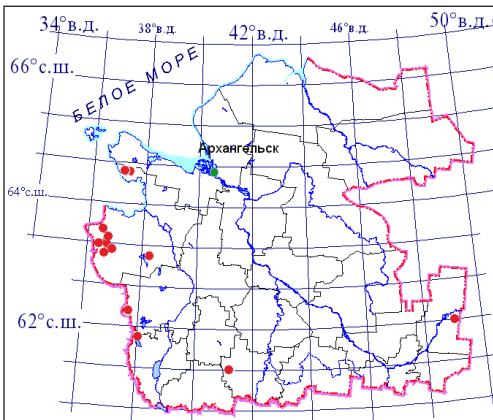 34°в.д.
38°в.д.
42°в.д.
46°в.д.
50°в.д.
66°с.ш.
БЕЛОЕ МОРЕ
Архангельск
64°с.ш.
62°с.ш.